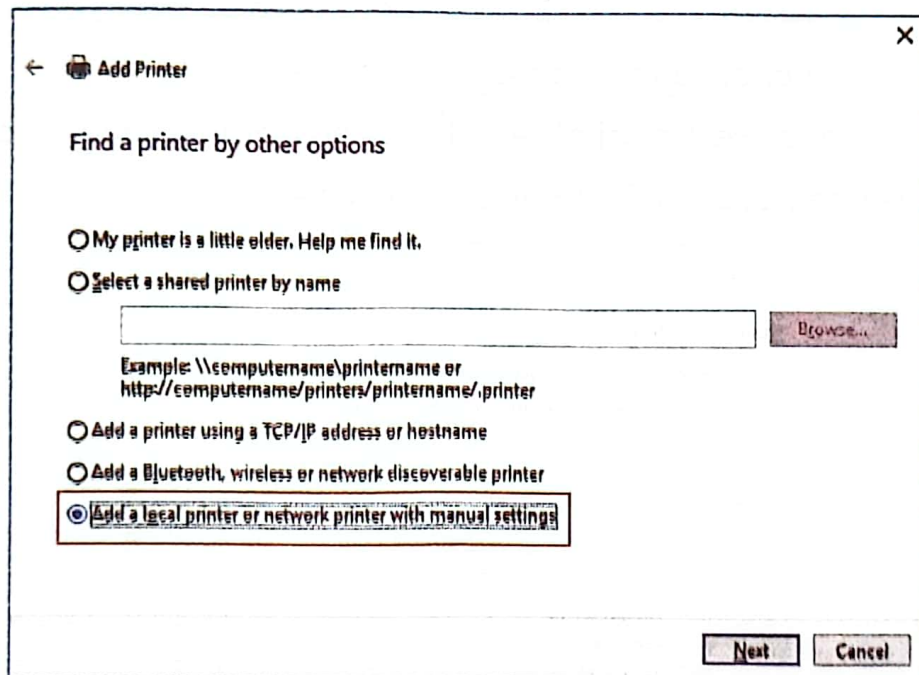 Add Printer
Find a printer by other options
My printer is a little older. Help me find it.
Select a shared printer by name
Browse...
Example: \\computername\printername or
http://computername/printers/printername/.printer
Add a printer using a TCP/IP address or hostname
Add a Bluetooth, wireless or network discoverable printer
Add a local printer or network printer with manual settings
Next
Cancel